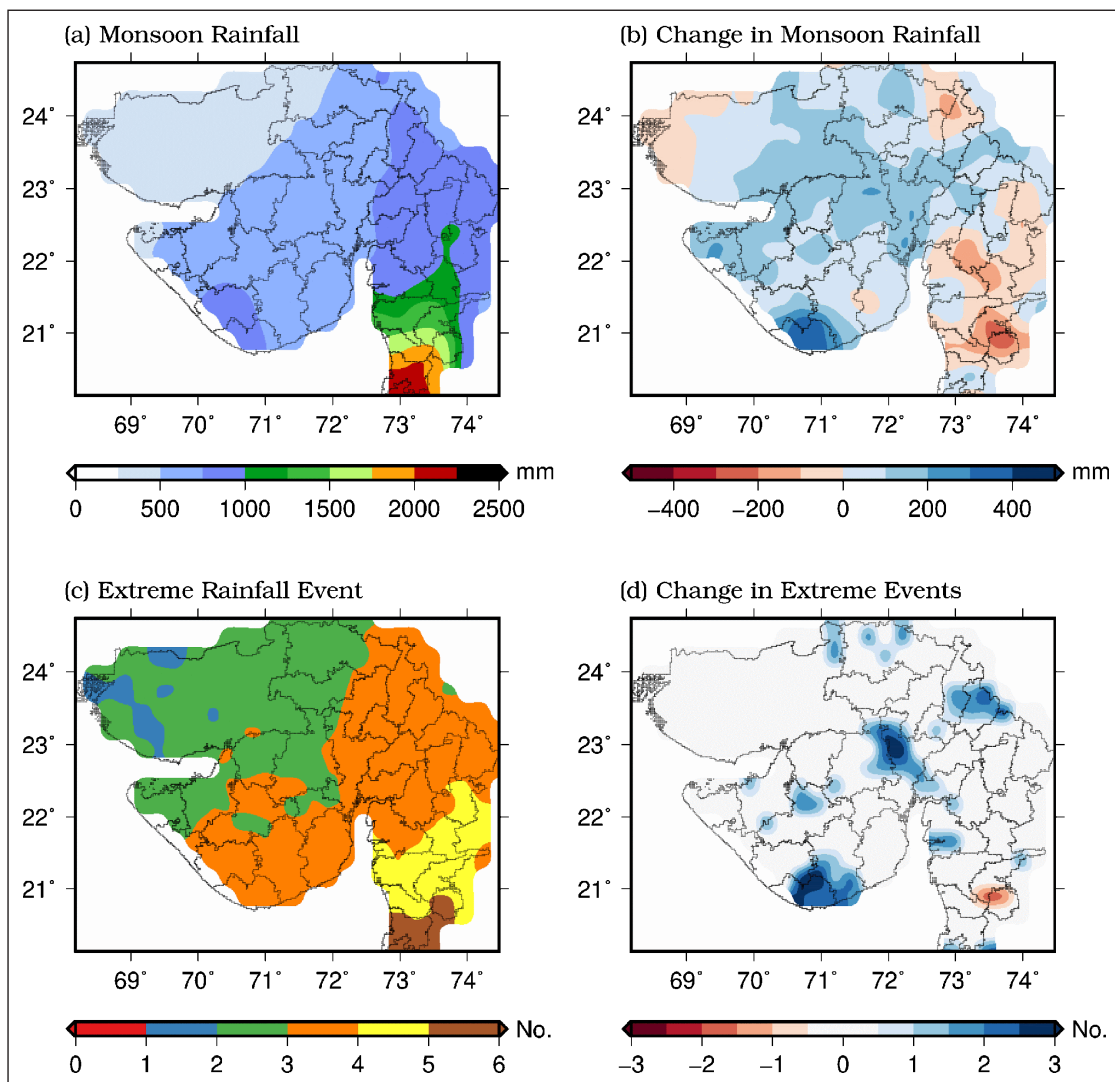 (a) Monsoon Rainfall
(b) Change in Monsoon Rainfall
24˚
23˚
22˚
21˚
69˚ 70˚ 71˚ 72˚ 73˚ 74˚
mm
0 500 1000 1500 2000 2500
24˚
23˚
22˚
21˚
69˚ 70˚ 71˚ 72˚ 73˚ 74˚
mm
−400 −200 0 200 400
(c) Extreme Rainfall Event
(d) Change in Extreme Events
24˚
23˚
22˚
21˚
69˚ 70˚ 71˚ 72˚ 73˚ 74˚
No.
0 1 2 3 4 5 6
24˚
23˚
22˚
21˚
69˚ 70˚ 71˚ 72˚ 73˚ 74˚
No.
−3 −2 −1 0 1 2 3